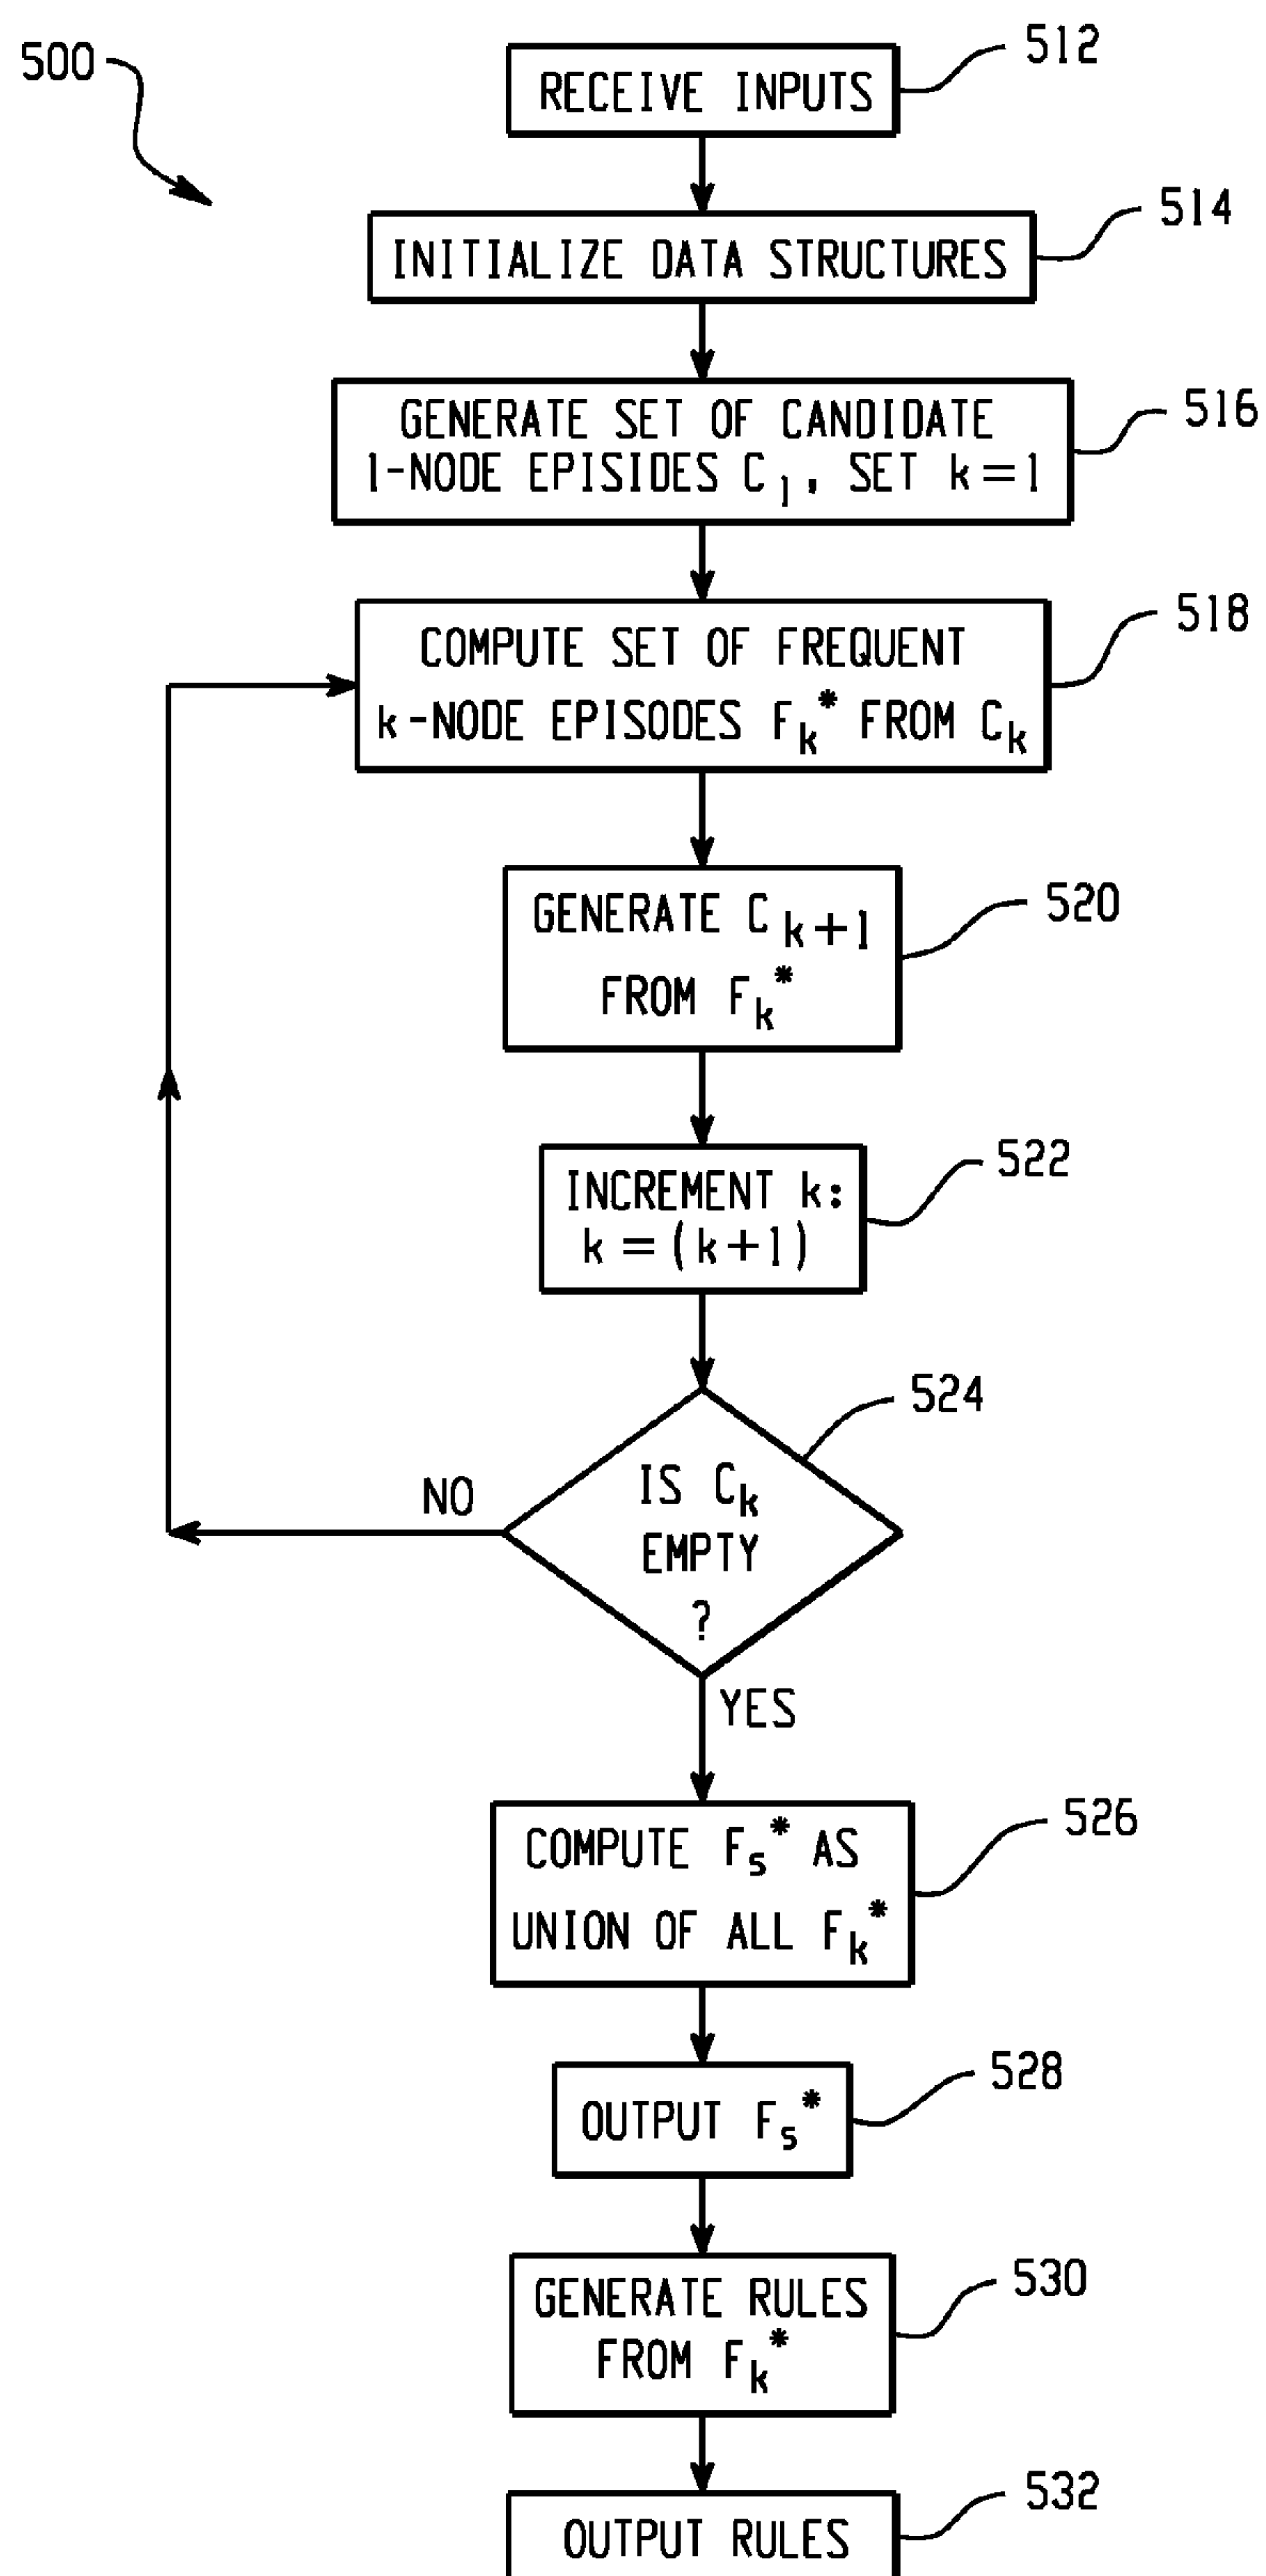 500
512
RECEIVE INPUTS
514
INITIALIZE DATA STRUCTURES
516
GENERATE SET OF CANDIDATE
1-NODE EPISIDES C₁, SET k=1
518
COMPUTE SET OF FREQUENT
k-NODE EPISODES Fₖ* FROM Cₖ
520
GENERATE Cₖ₊₁
FROM Fₖ*
522
INCREMENT k:
k=(k+1)
524
IS Cₖ
EMPTY
?
NO
YES
526
COMPUTE Fₛ* AS
UNION OF ALL Fₖ*
528
OUTPUT Fₛ*
530
GENERATE RULES
FROM Fₖ*
532
OUTPUT RULES